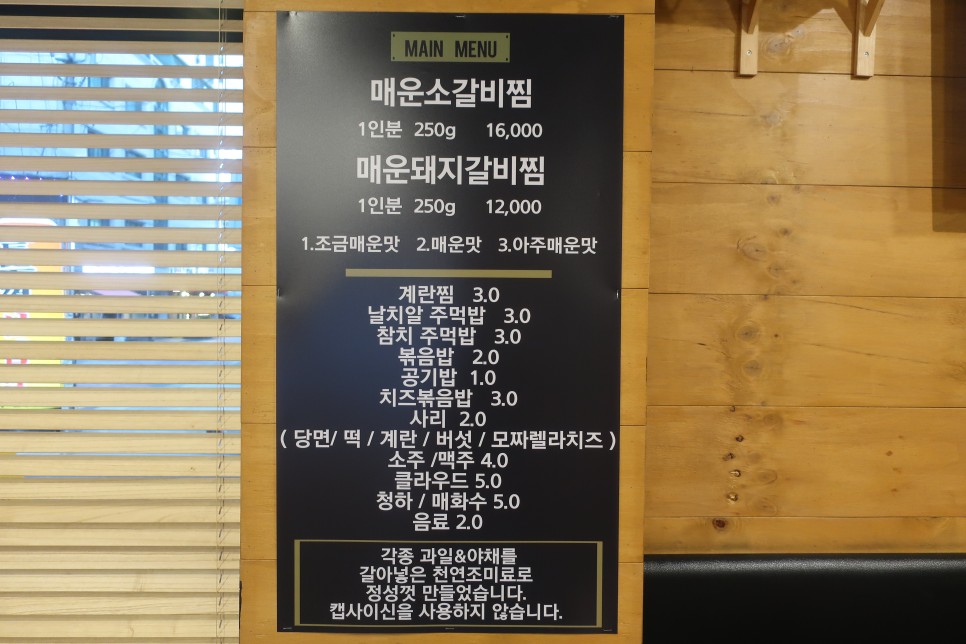 MAIN MENU
매운소갈비찜
1인분 250g 16,000
매운돼지갈비찜
1인분 250g 12,000
1.조금매운맛 2.매운맛 3.아주매운맛
계란찜 3.0
날치알 주먹밥 3.0
참치 주먹밥 3.0
볶음밥 2.0
공기밥 1.0
치즈볶음밥 3.0
사리 2.0
( 당면/ 떡 / 계란 / 버섯 / 모짜렐라치즈 )
소주 /맥주 4.0
클라우드 5.0
청하 / 매화수 5.0
음료 2.0
각종 과일&야채를
갈아넣은 천연조미료로
정성껏 만들었습니다.
캡사이신을 사용하지 않습니다.